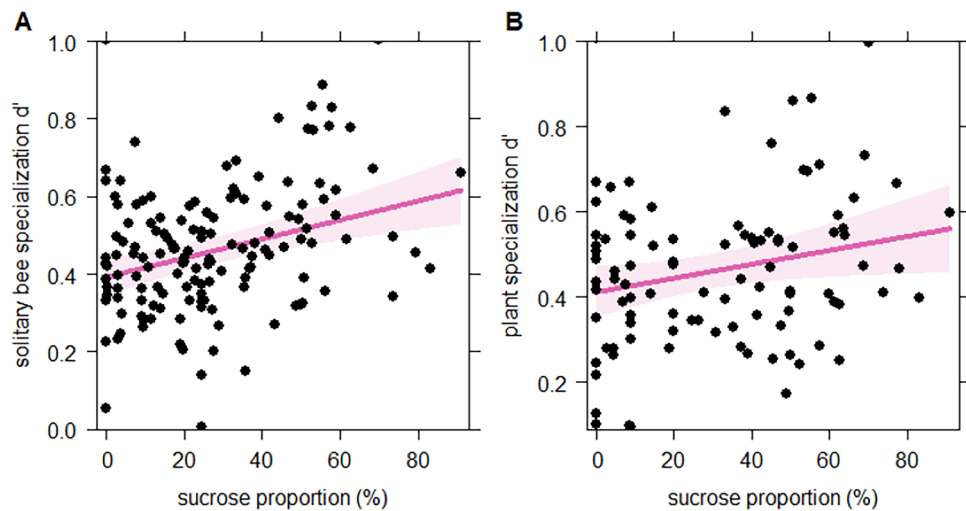 A
B
solitary bee specialization d'
1.0
0.8
0.6
0.4
0.2
0.0
0 20 40 60 80
sucrose proportion (%)
plant specialization d'
1.0
0.8
0.6
0.4
0.2
0 20 40 60 80
sucrose proportion (%)